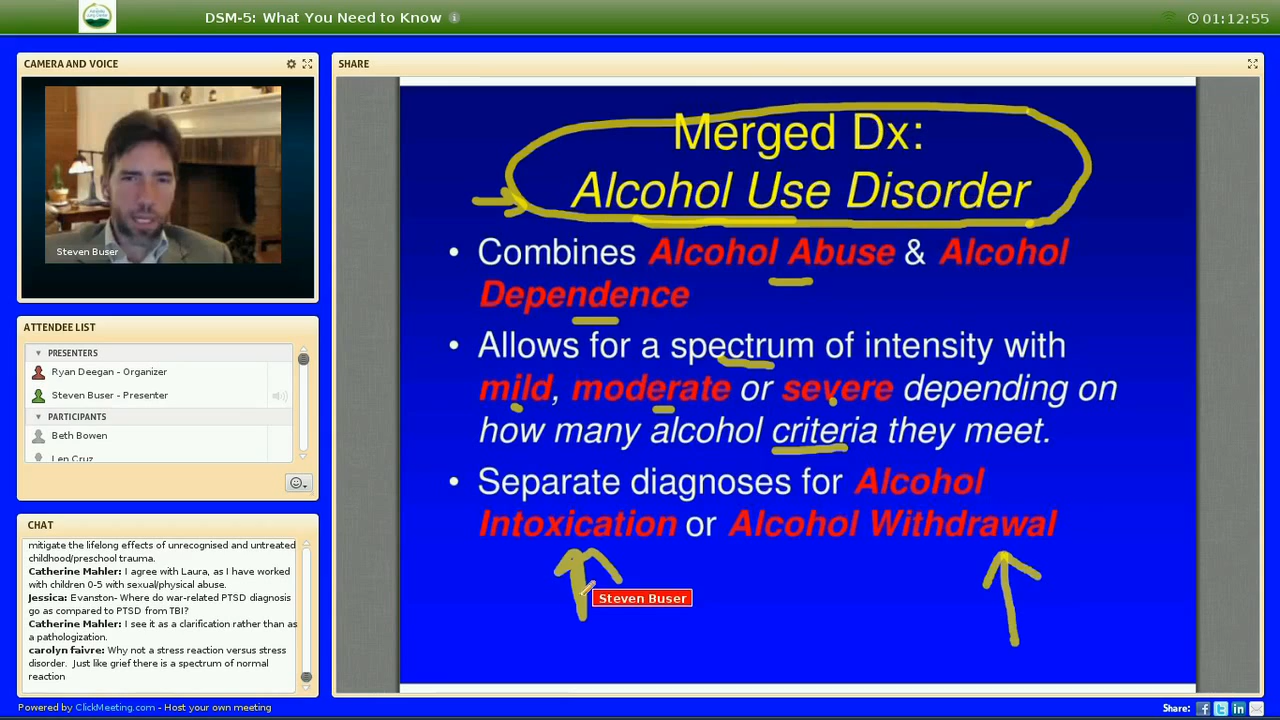 DSM-5: What You Need to Know
01:12:55
CAMERA AND VOICE
Steven Buser
ATTENDEE LIST
PRESENTERS
Ryan Deegan - Organizer
Steven Buser - Presenter
PARTICIPANTS
Beth Bowen
Len Cruz
CHAT
mitigate the lifelong effects of unrecognised and untreated
childhood/preschool trauma.
Catherine Mahler: I agree with Laura, as I have worked
with children 0-5 with sexual/physical abuse.
Jessica: Evanston- Where do war-related PTSD diagnosis
go as compared to PTSD from TBI?
Catherine Mahler: I see it as a clarification rather than as
a pathologization.
carolyn faivre: Why not a stress reaction versus stress
disorder. Just like grief there is a spectrum of normal
reaction
SHARE
Merged Dx:
Alcohol Use Disorder
• Combines Alcohol Abuse & Alcohol
Dependence
• Allows for a spectrum of intensity with
mild, moderate or severe depending on
how many alcohol criteria they meet.
• Separate diagnoses for Alcohol
Intoxication or Alcohol Withdrawal
Steven Buser
Powered by ClickMeeting.com - Host your own meeting
Share: